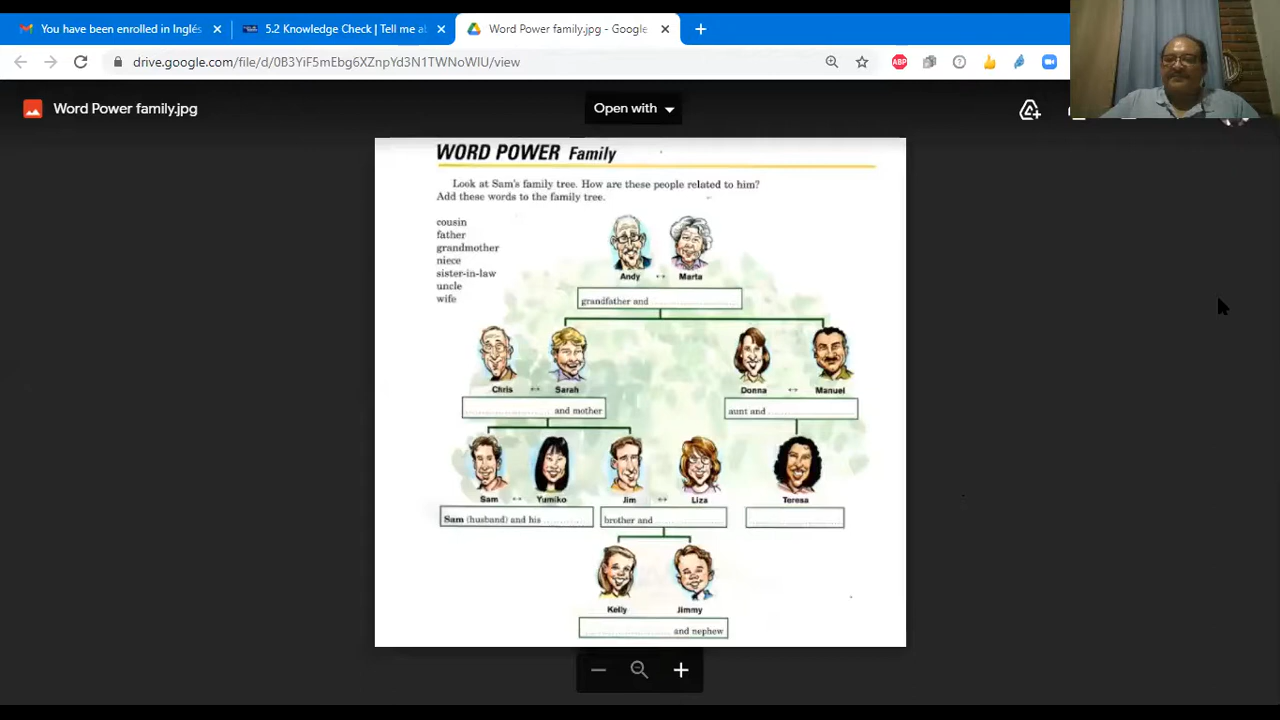 You have been enrolled in Inglés
5.2 Knowledge Check | Tell me a
Word Power family.jpg - Google
drive.google.com/file/d/0B3YiF5mEbgVXZnpYd3N1TWNoWlU/view
ABP
Word Power family.jpg
Open with
WORD POWER Family
Look at Sam's family tree. How are these people related to him?
Add these words to the family tree.
cousin
father
grandmother
niece
sister-in-law
uncle
wife
Andy ↔ Marta
grandfather and ....................
Chris ↔ Sarah
Donna ↔ Manuel
.................... and mother
aunt and ....................
Sam ↔ Yumiko
Jim ↔ Liza
Teresa
Sam (husband) and his ..........
brother and ....................
....................
Kelly
Jimmy
.................... and nephew